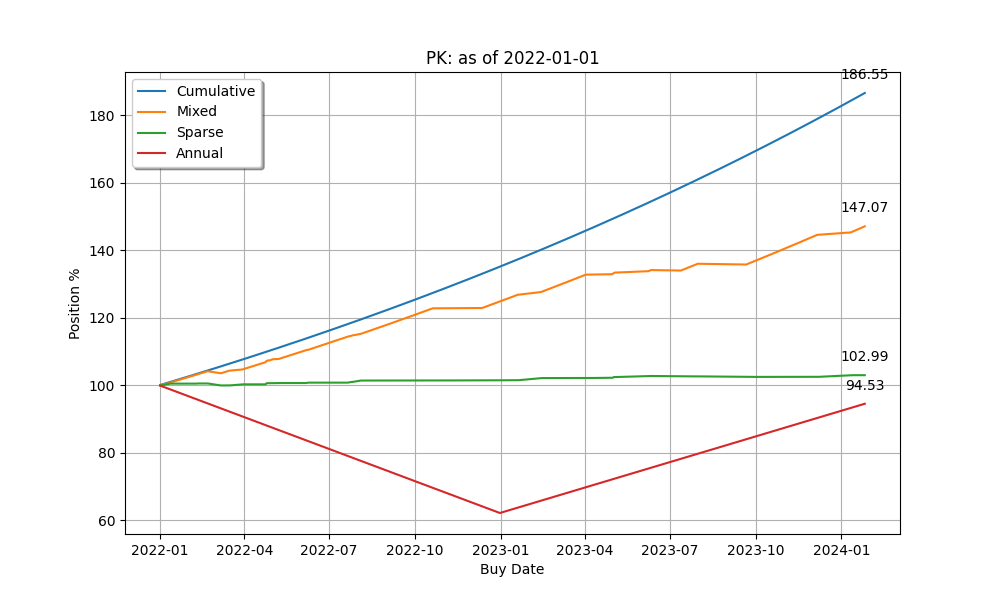 PK: as of 2022-01-01
Cumulative
Mixed
Sparse
Annual
186.55
147.07
102.99
94.53
Position %
180
160
140
120
100
80
60
2022-01 2022-04 2022-07 2022-10 2023-01 2023-04 2023-07 2023-10 2024-01
Buy Date